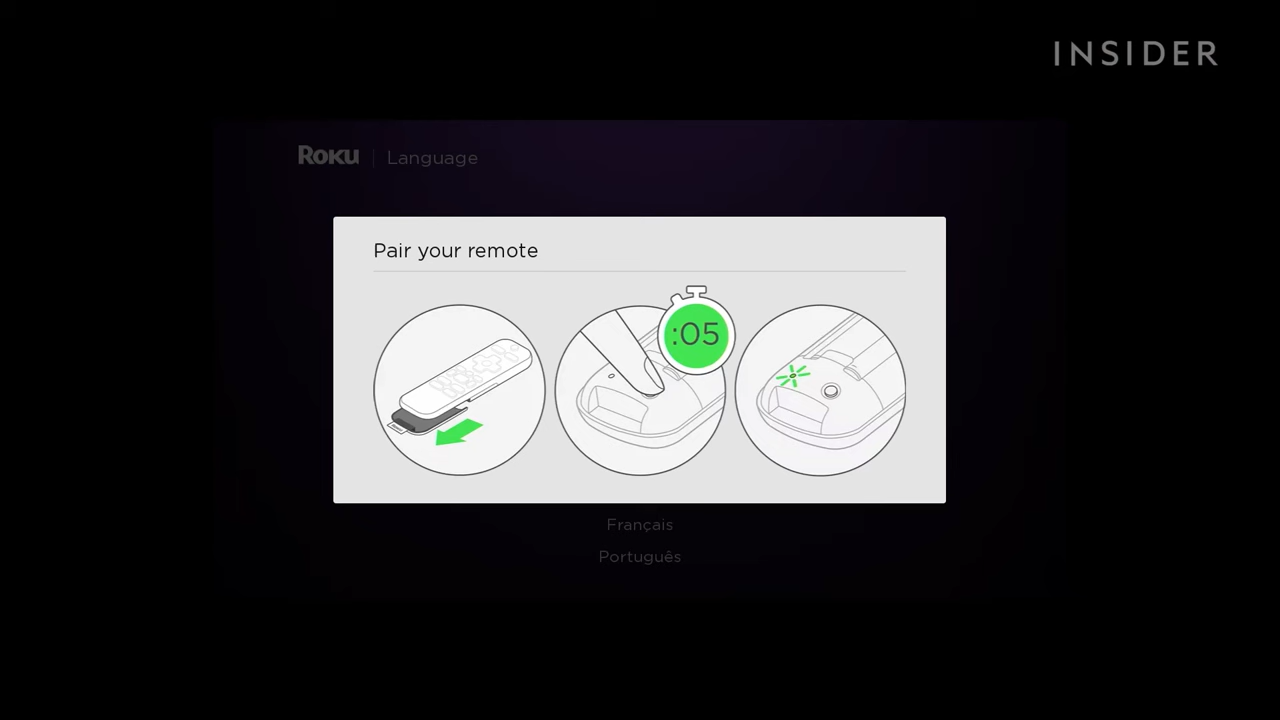 INSIDER
Roku | Language
Pair your remote
:05
Français
Português